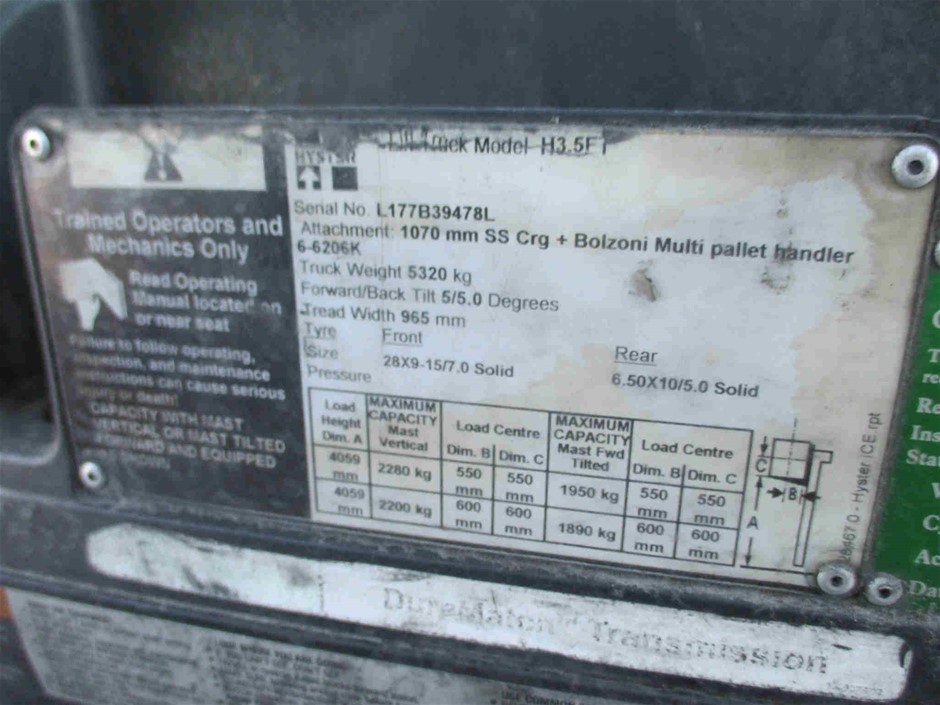 Trained Operators and
Mechanics Only
Read Operating
Manual located on
or near seat
Failure to follow operating,
inspection, and maintenance
instructions can cause serious
injury or death!
CAPACITY WITH MAST
VERTICAL OR MAST TILTED
FORWARD AND EQUIPPED
Truck Model H3.5FT
HYSTER
Serial No. L177B39478L
Attachment: 1070 mm SS Crg + Bolzoni Multi pallet handler
6-6206K
Truck Weight 5320 kg
Forward/Back Tilt 5/5.0 Degrees
Tread Width 965 mm
Tyre Front Rear
Size 28X9-15/7.0 Solid 6.50X10/5.0 Solid
Pressure
Load Height Dim. A MAXIMUM CAPACITY Mast Vertical Load Centre MAXIMUM CAPACITY Mast Fwd Tilted Load Centre
Dim. B Dim. C Dim. B Dim. C
4059 mm 2280 kg 550 mm 550 mm 1950 kg 550 mm 550 mm
4059 mm 2200 kg 600 mm 600 mm 1890 kg 600 mm 600 mm
C
B
A
Hyster ICE.rpt
DuraMatch Transmission